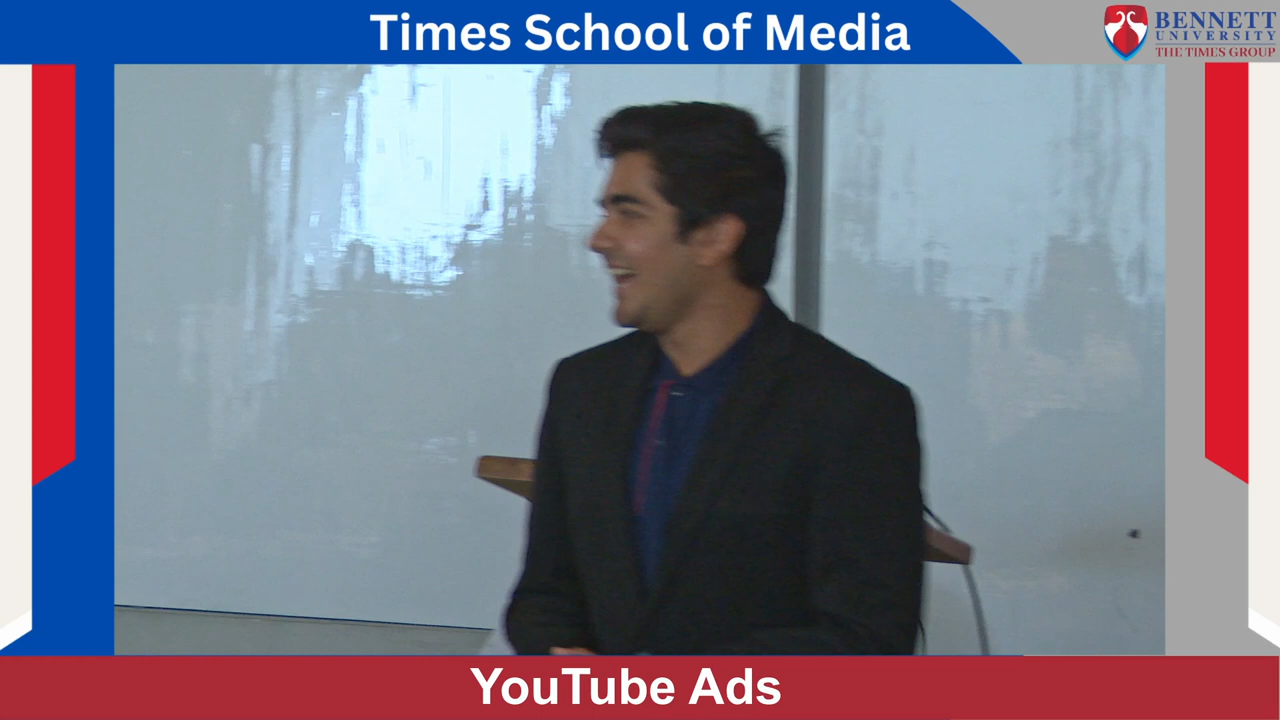 Times School of Media
BENNETT
UNIVERSITY
THE TIMES GROUP
YouTube Ads